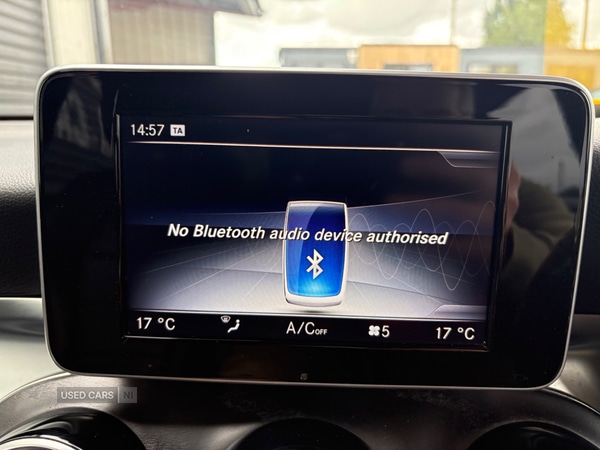 14:57 TA
No Bluetooth audio device authorised
17 °C A/C OFF 5 17 °C
USED CARS NI